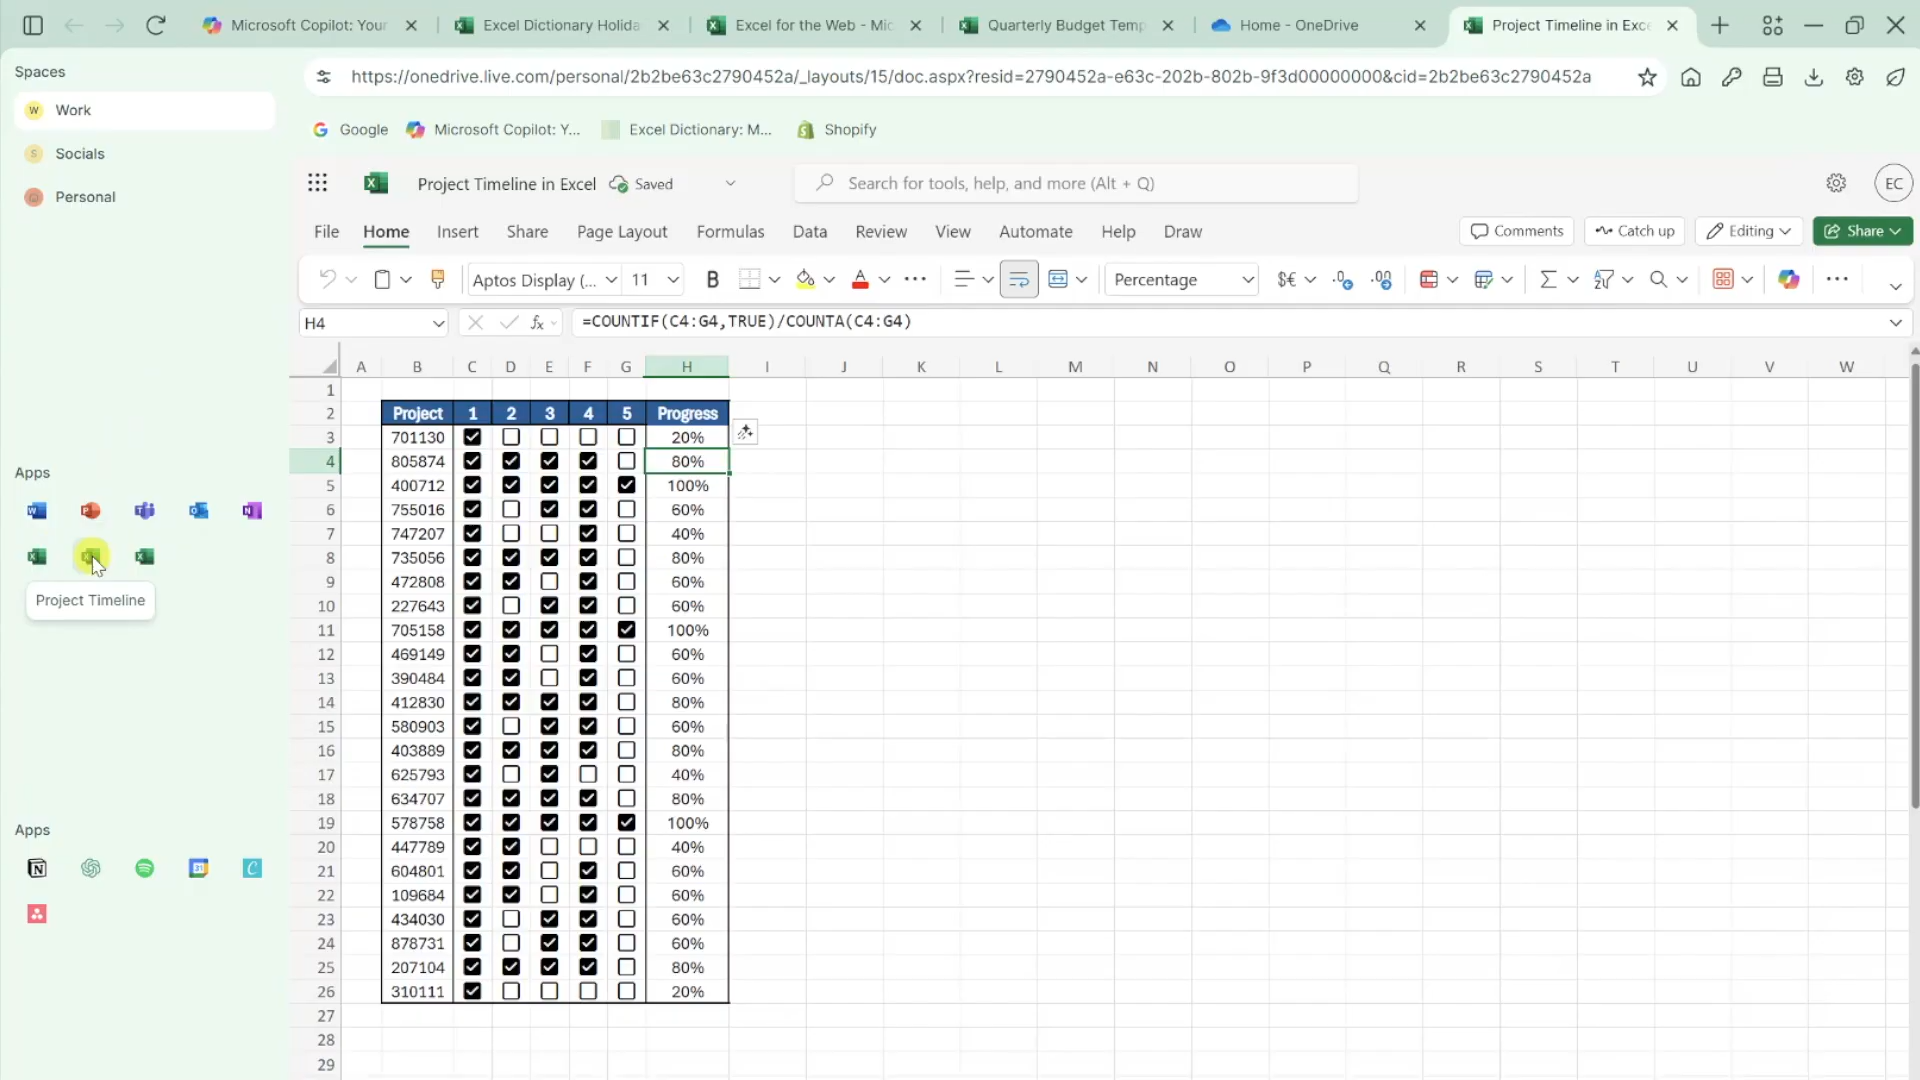 Microsoft Copilot: Your
Excel Dictionary Holida
Excel for the Web - Mic
Quarterly Budget Temp
Home - OneDrive
Project Timeline in Exce
Spaces
https://onedrive.live.com/personal/2b2be63c2790452a/_layouts/15/doc.aspx?resid=2790452a-e63c-202b-802b-9f3d00000000&cid=2b2be63c2790452a
W Work
Google
Microsoft Copilot: Y...
Excel Dictionary: M...
Shopify
S Socials
Personal
Project Timeline in Excel
Saved
Search for tools, help, and more (Alt + Q)
EC
File Home Insert Share Page Layout Formulas Data Review View Automate Help Draw
Comments Catch up Editing Share
Aptos Display (... 11 B A Percentage $€
H4 fx =COUNTIF(C4:G4,TRUE)/COUNTA(C4:G4)
A B C D E F G H I J K L M N O P Q R S T U V W
1
2 Project 1 2 3 4 5 Progress
3 701130 20%
4 805874 80%
5 400712 100%
6 755016 60%
7 747207 40%
8 735056 80%
9 472808 60%
10 227643 60%
11 705158 100%
12 469149 60%
13 390484 60%
14 412830 80%
15 580903 60%
16 403889 80%
17 625793 40%
18 634707 80%
19 578758 100%
20 447789 40%
21 604801 60%
22 109684 60%
23 434030 60%
24 878731 60%
25 207104 80%
26 310111 20%
27
28
29
Apps
Project Timeline
Apps
31